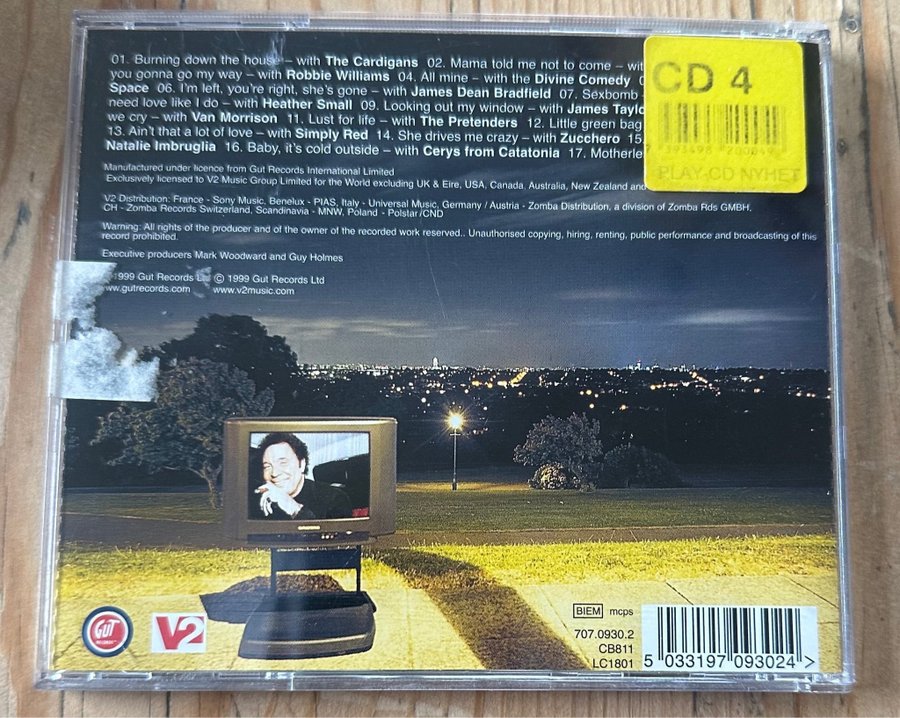 01. Burning down the house – with The Cardigans 02. Mama told me not to come – wit
you gonna go my way – with Robbie Williams 04. All mine – with the Divine Comedy 0
Space 06. I'm left, you're right, she's gone – with James Dean Bradfield 07. Sexbomb -
need love like I do – with Heather Small 09. Looking out my window – with James Taylo
we cry – with Van Morrison 11. Lust for life – with The Pretenders 12. Little green bag
13. Ain't that a lot of love – with Simply Red 14. She drives me crazy – with Zucchero 15.
Natalie Imbruglia 16. Baby, it's cold outside – with Cerys from Catatonia 17. Motherle
CD 4
PLAY-CD NYHET
Manufactured under licence from Gut Records International Limited
Exclusively licensed to V2 Music Group Limited for the World excluding UK & Eire, USA, Canada, Australia, New Zealand and
V2 Distribution: France - Sony Music, Benelux - PIAS, Italy - Universal Music, Germany / Austria - Zomba Distribution, a division of Zomba Rds GMBH.
CH - Zomba Records Switzerland, Scandinavia - MNW, Poland - Polstar /CND
Warning: All rights of the producer and of the owner of the recorded work reserved.. Unauthorised copying, hiring, renting, public performance and broadcasting of this
record prohibited.
Executive producers Mark Woodward and Guy Holmes
1999 Gut Records Ltd © 1999 Gut Records Ltd
www.gutrecords.com www.v2music.com
GRUNDIG
GUT
RECORDS
V2
BIEM mcps
707.0930.2
CB811
LC1801
5 033197 093024 >